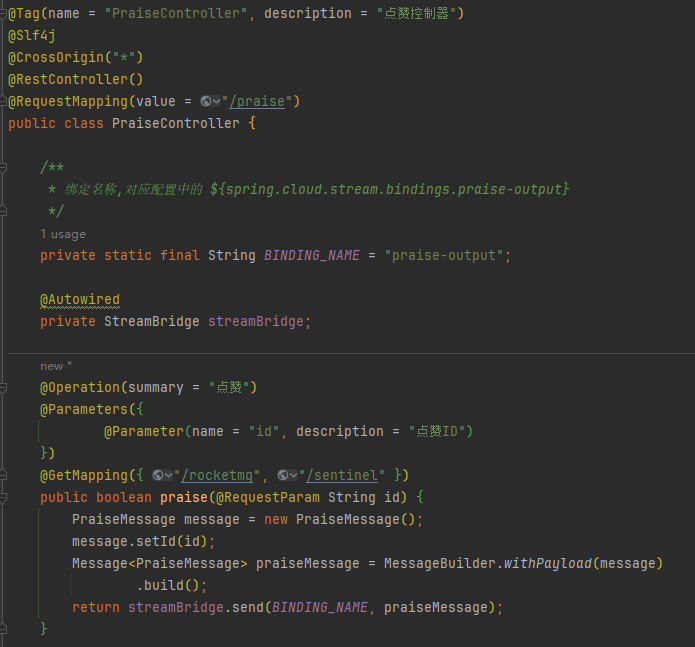 @Tag(name = "PraiseController", description = "点赞控制器")
@Slf4j
@CrossOrigin("*")
@RestController()
@RequestMapping(value = "/praise")
public class PraiseController {
/**
* 绑定名称,对应配置中的 ${spring.cloud.stream.bindings.praise-output}
*/
1 usage
private static final String BINDING_NAME = "praise-output";
@Autowired
private StreamBridge streamBridge;
new *
@Operation(summary = "点赞")
@Parameters({
@Parameter(name = "id", description = "点赞ID")
})
@GetMapping({ "/rocketmq", "/sentinel" })
public boolean praise(@RequestParam String id) {
PraiseMessage message = new PraiseMessage();
message.setId(id);
Message<PraiseMessage> praiseMessage = MessageBuilder.withPayload(message)
.build();
return streamBridge.send(BINDING_NAME, praiseMessage);
}